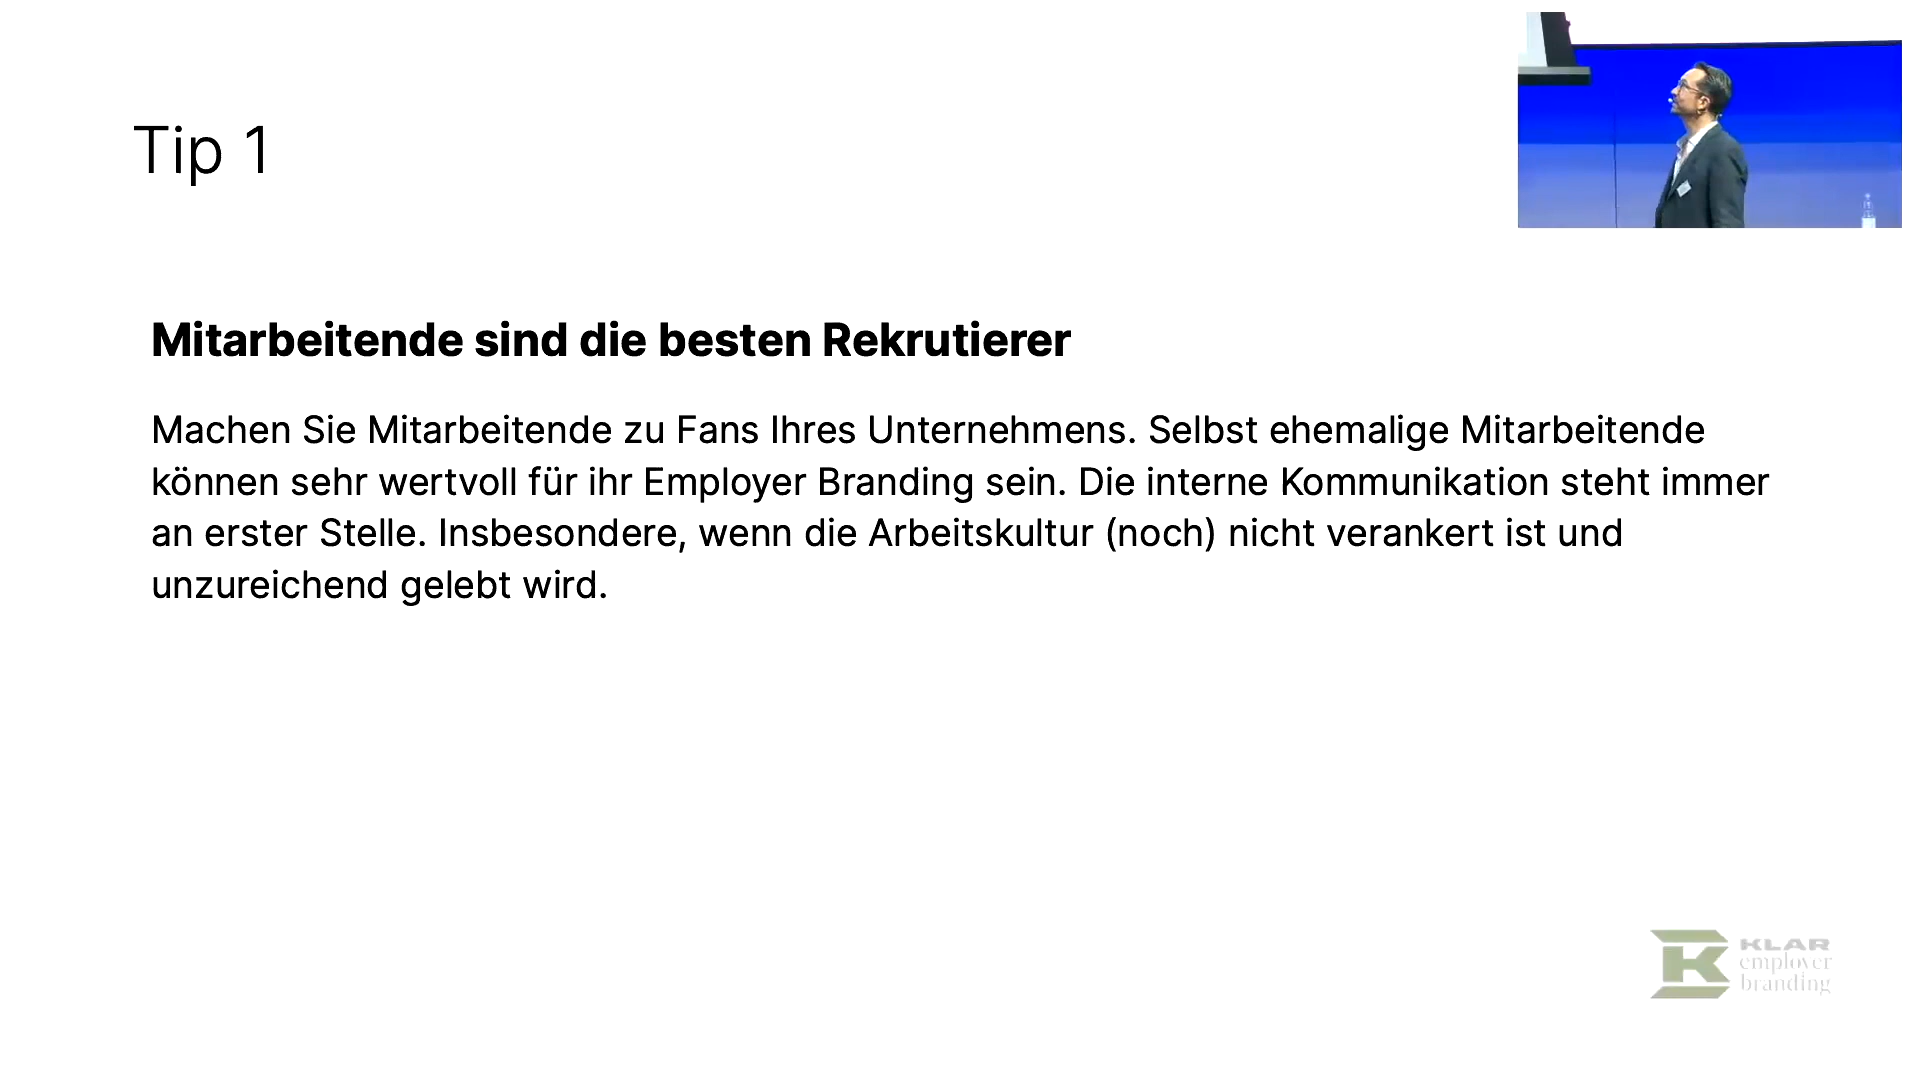 Tip 1
Mitarbeitende sind die besten Rekrutierer
Machen Sie Mitarbeitende zu Fans Ihres Unternehmens. Selbst ehemalige Mitarbeitende
können sehr wertvoll für ihr Employer Branding sein. Die interne Kommunikation steht immer
an erster Stelle. Insbesondere, wenn die Arbeitskultur (noch) nicht verankert ist und
unzureichend gelebt wird.
K
KLAR
employer
branding